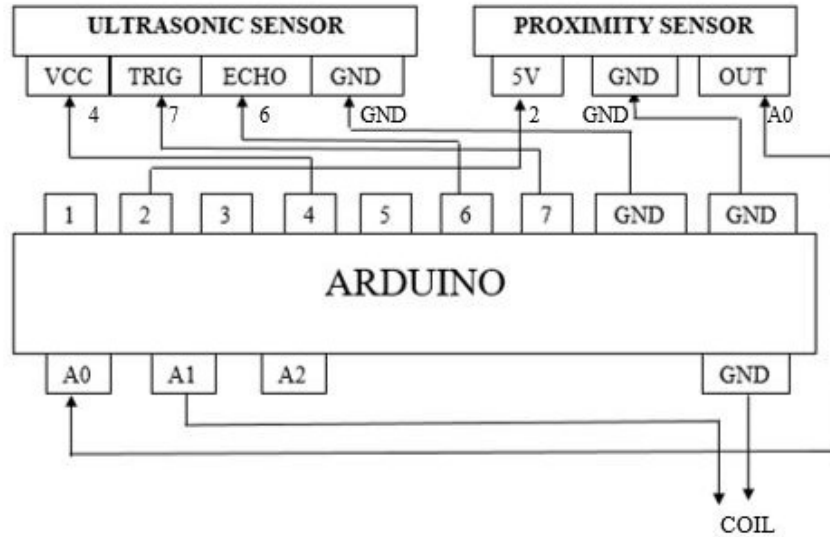 ULTRASONIC SENSOR PROXIMITY SENSOR
VCC TRIG ECHO GND 5V GND OUT
4 7 6 GND 2 GND A0
1 2 3 4 5 6 7 GND GND
ARDUINO
A0 A1 A2 GND
COIL